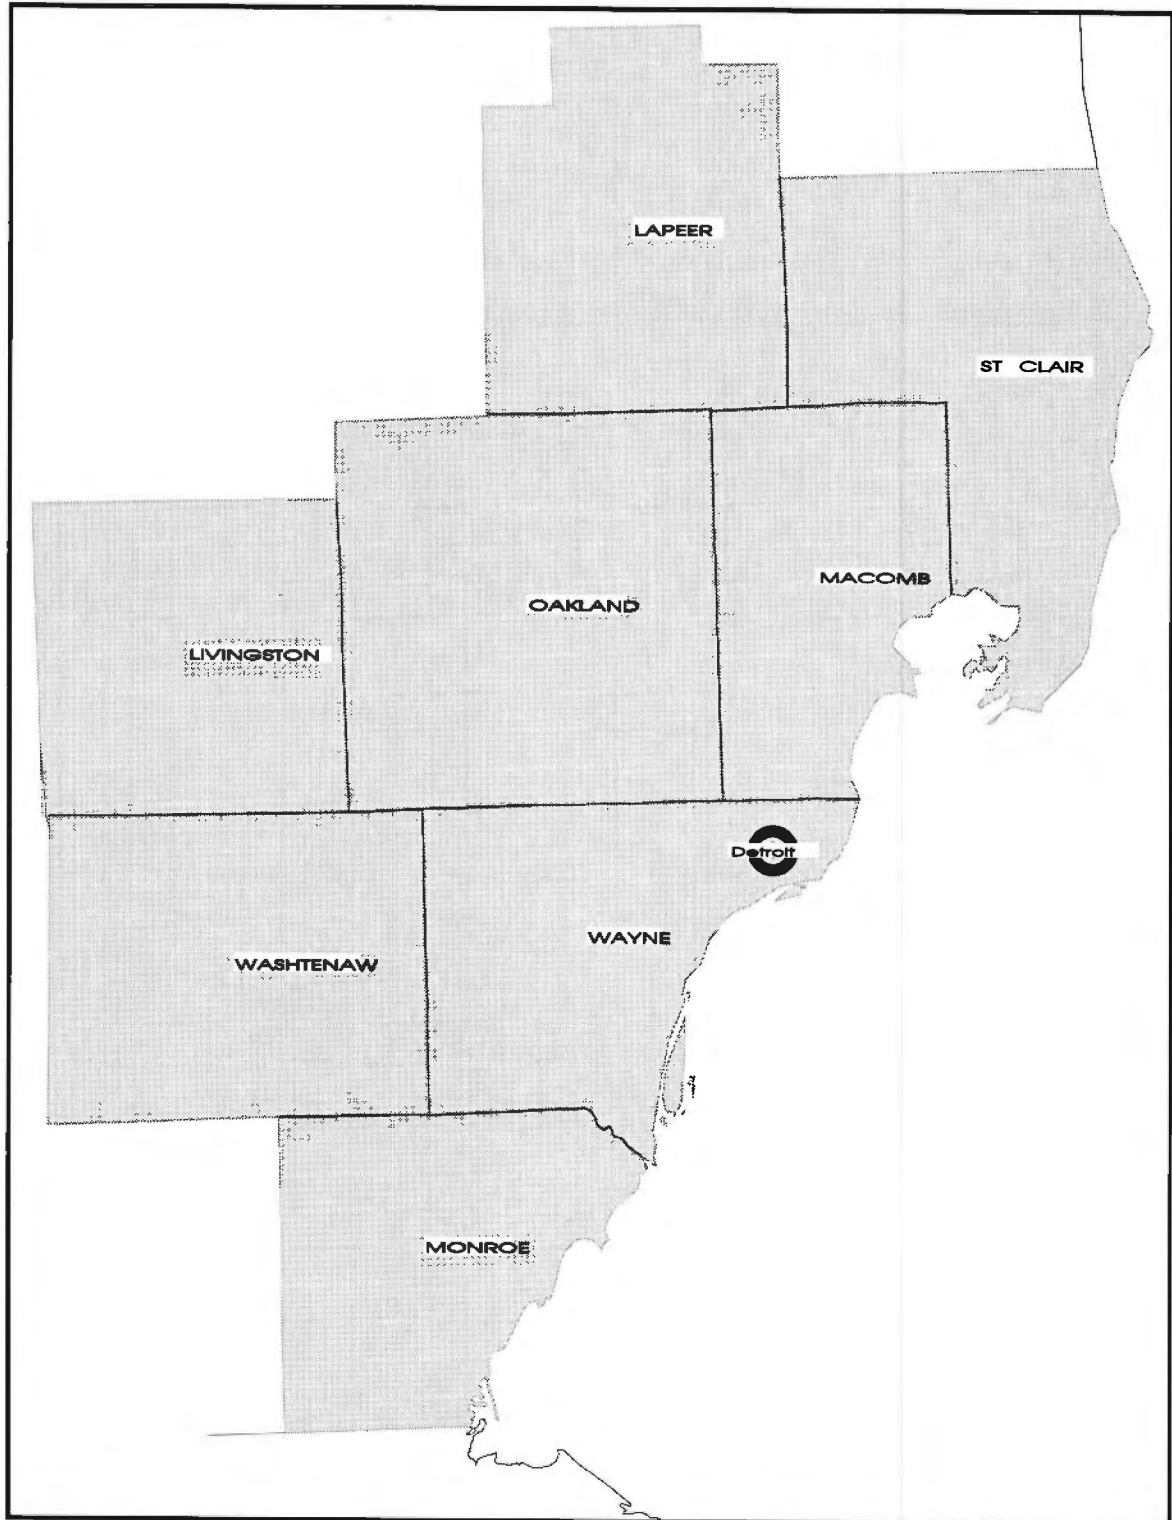 LAPEER
ST CLAIR
MACOMB
OAKLAND
LIVINGSTON
Detroit
WAYNE
WASHTENAW
MONROE